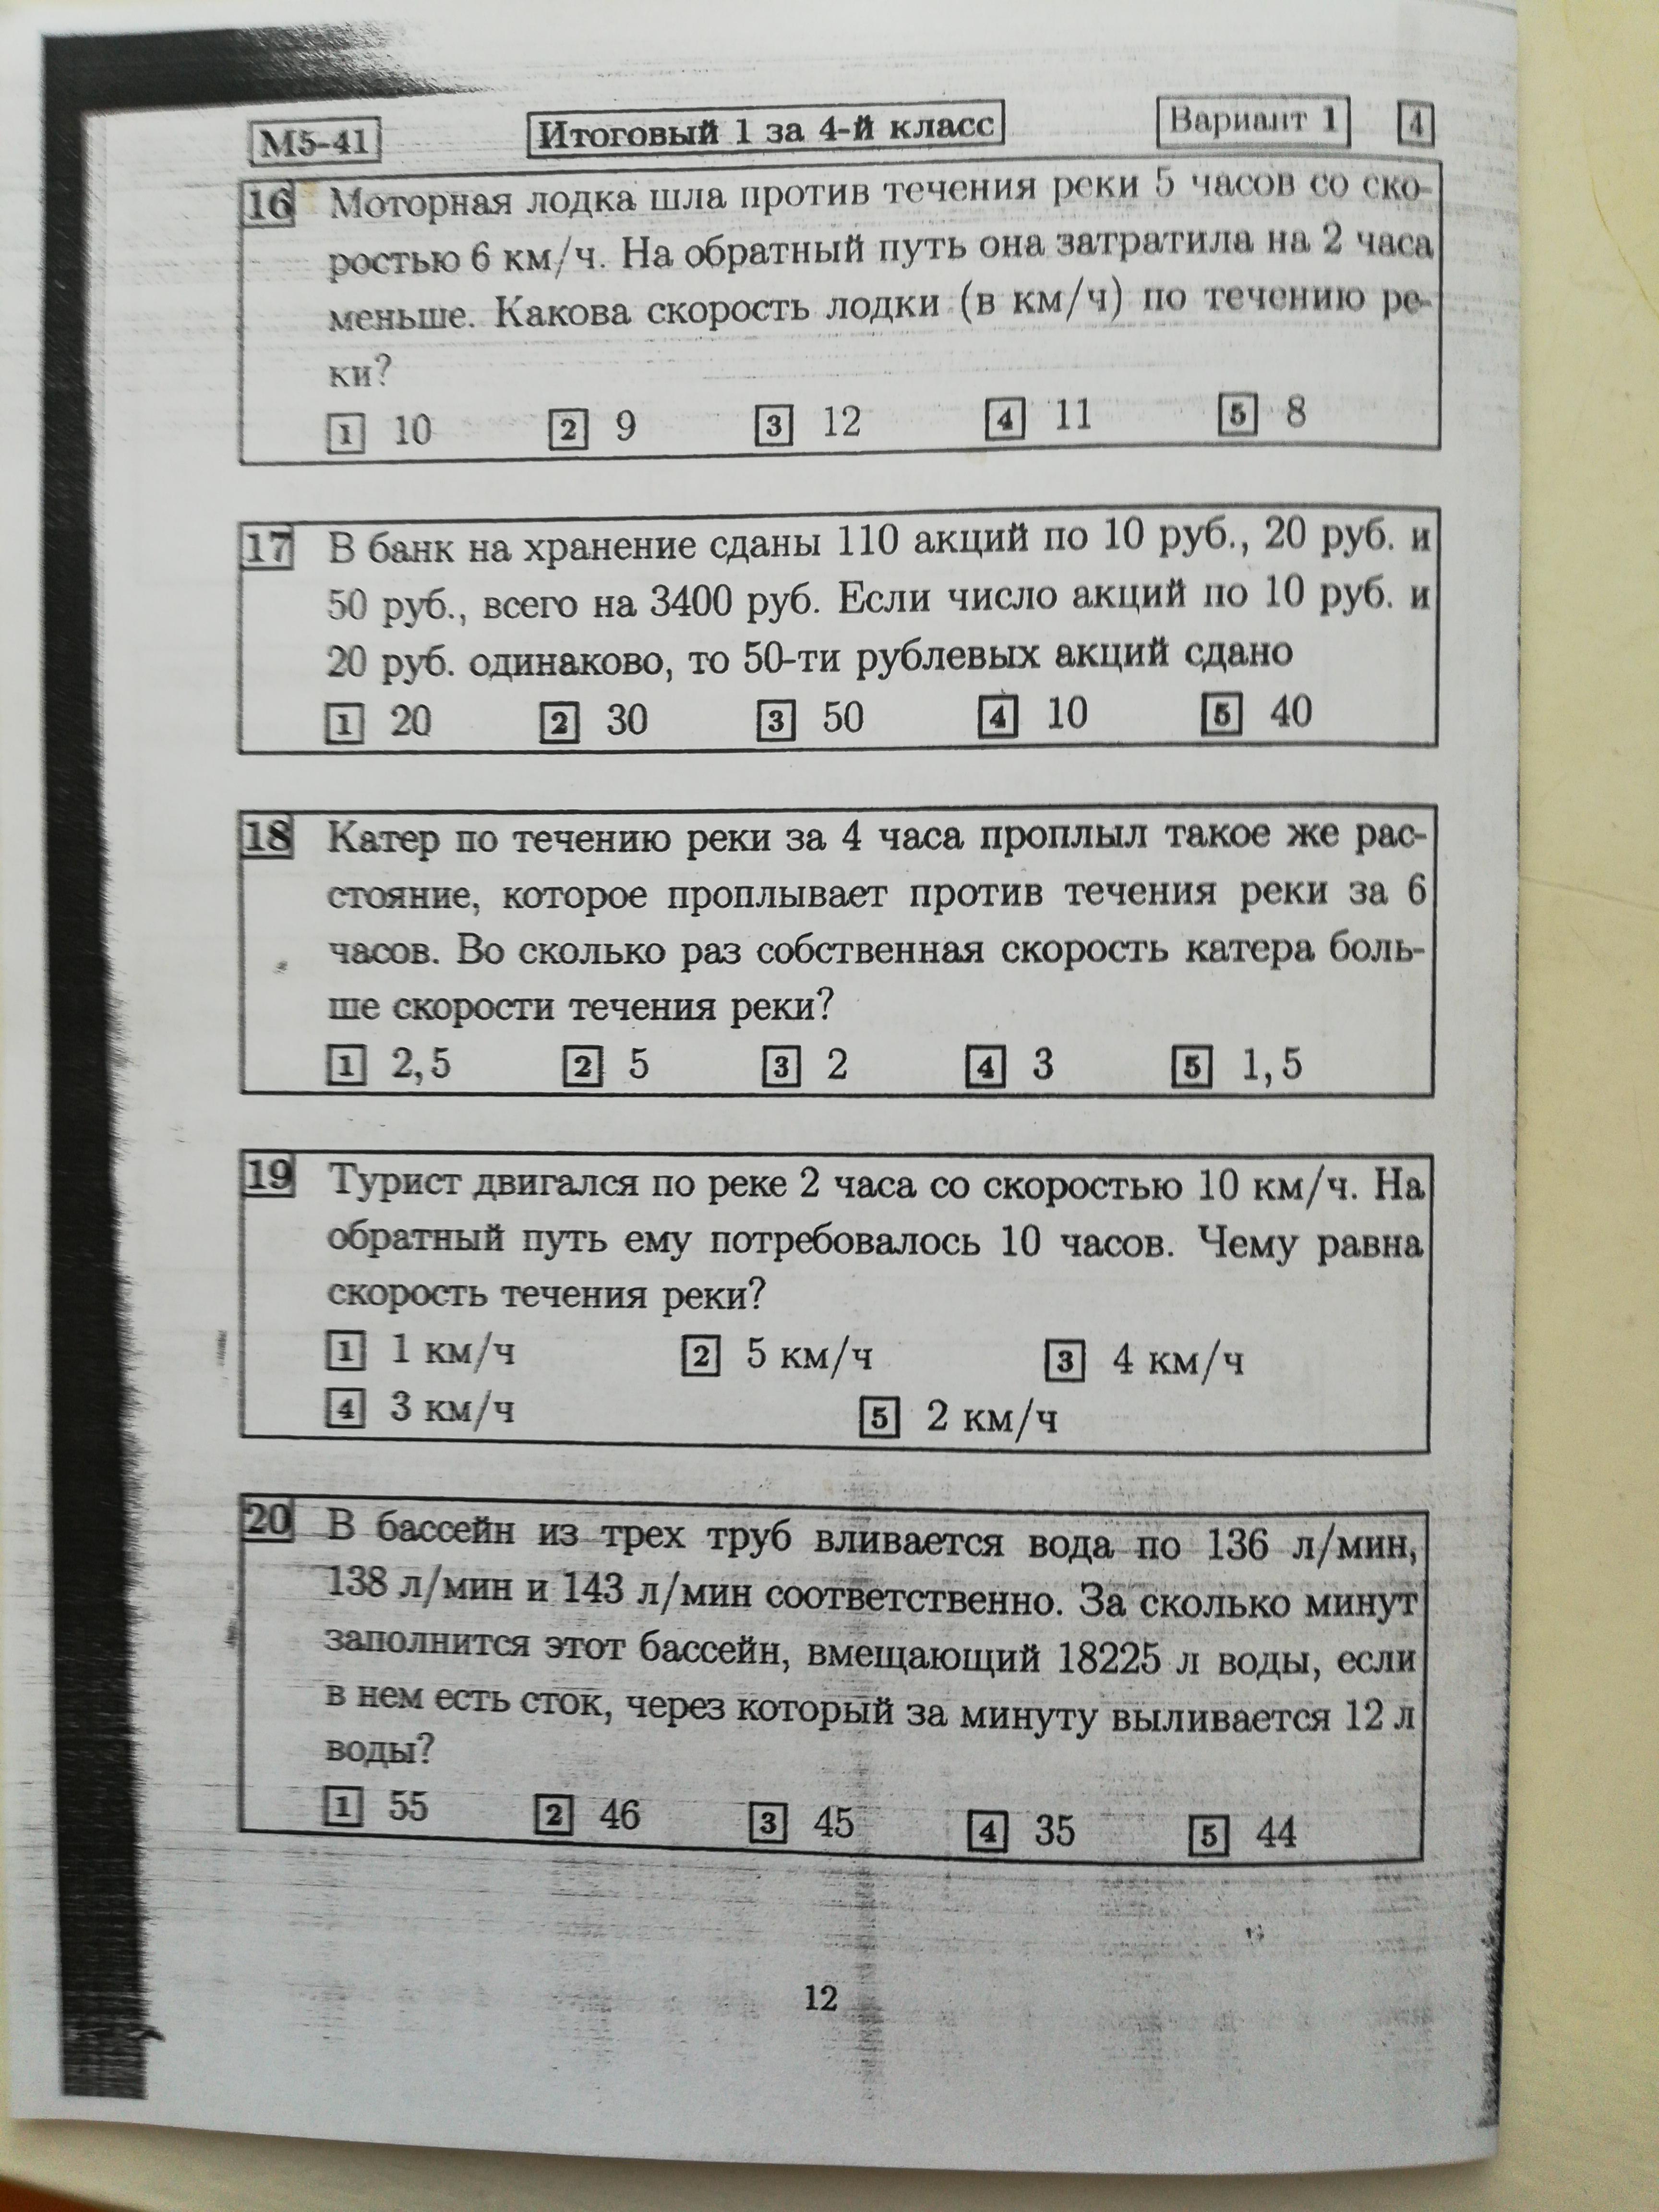 М5-41 Итоговый 1 за 4-й класс Вариант 1 4
16 Моторная лодка шла против течения реки 5 часов со ско-
ростью 6 км/ч. На обратный путь она затратила на 2 часа
меньше. Какова скорость лодки (в км/ч) по течению ре-
ки?
1 10 2 9 3 12 4 11 5 8
17 В банк на хранение сданы 110 акций по 10 руб., 20 руб. и
50 руб., всего на 3400 руб. Если число акций по 10 руб. и
20 руб. одинаково, то 50-ти рублевых акций сдано
1 20 2 30 3 50 4 10 5 40
18 Катер по течению реки за 4 часа проплыл такое же рас-
стояние, которое проплывает против течения реки за 6
часов. Во сколько раз собственная скорость катера боль-
ше скорости течения реки?
1 2,5 2 5 3 2 4 3 5 1,5
19 Турист двигался по реке 2 часа со скоростью 10 км/ч. На
обратный путь ему потребовалось 10 часов. Чему равна
скорость течения реки?
1 1 км/ч 2 5 км/ч 3 4 км/ч
4 3 км/ч 5 2 км/ч
20 В бассейн из трех труб вливается вода по 136 л/мин,
138 л/мин и 143 л/мин соответственно. За сколько минут
заполнится этот бассейн, вмещающий 18225 л воды, если
в нем есть сток, через который за минуту выливается 12 л
воды?
1 55 2 46 3 45 4 35 5 44
12